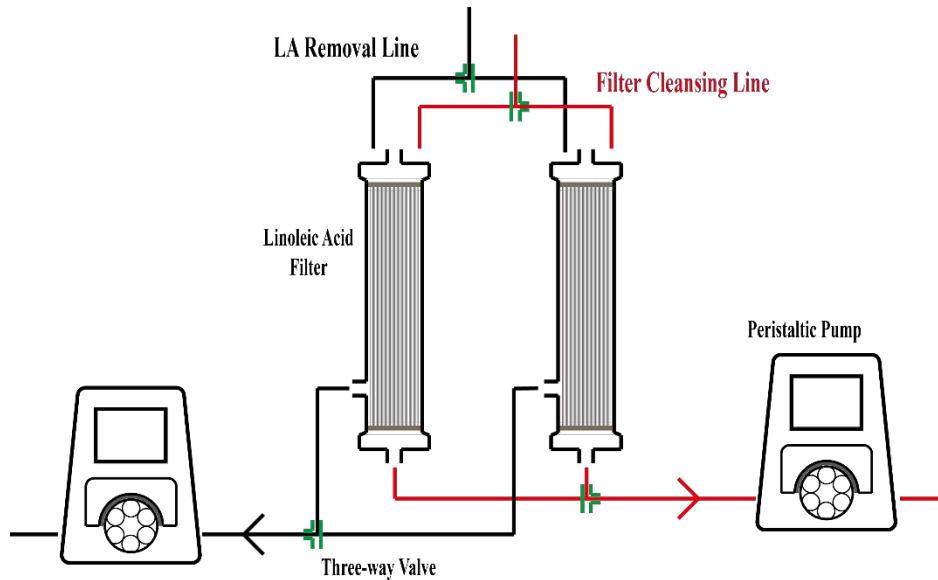 LA Removal Line
Filter Cleansing Line
Linoleic Acid
Filter
Peristaltic Pump
Three-way Valve